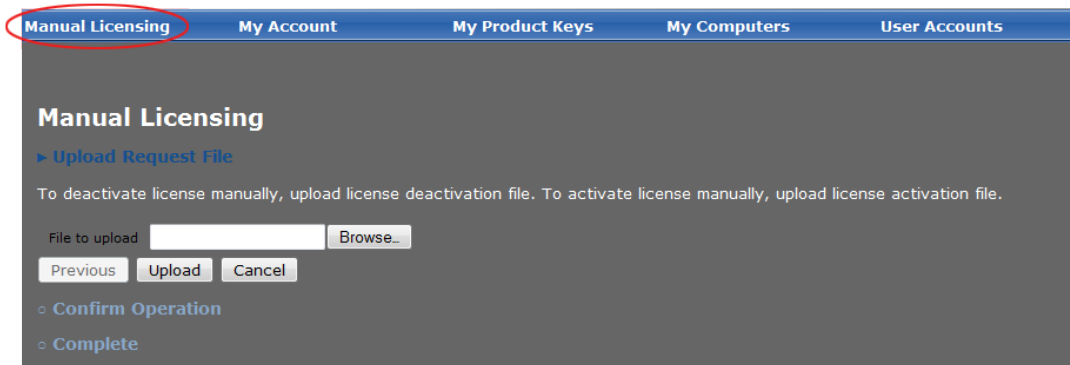 Manual Licensing My Account My Product Keys My Computers User Accounts
Manual Licensing
► Upload Request File
To deactivate license manually, upload license deactivation file. To activate license manually, upload license activation file.
File to upload Browse...
Previous Upload Cancel
○ Confirm Operation
○ Complete